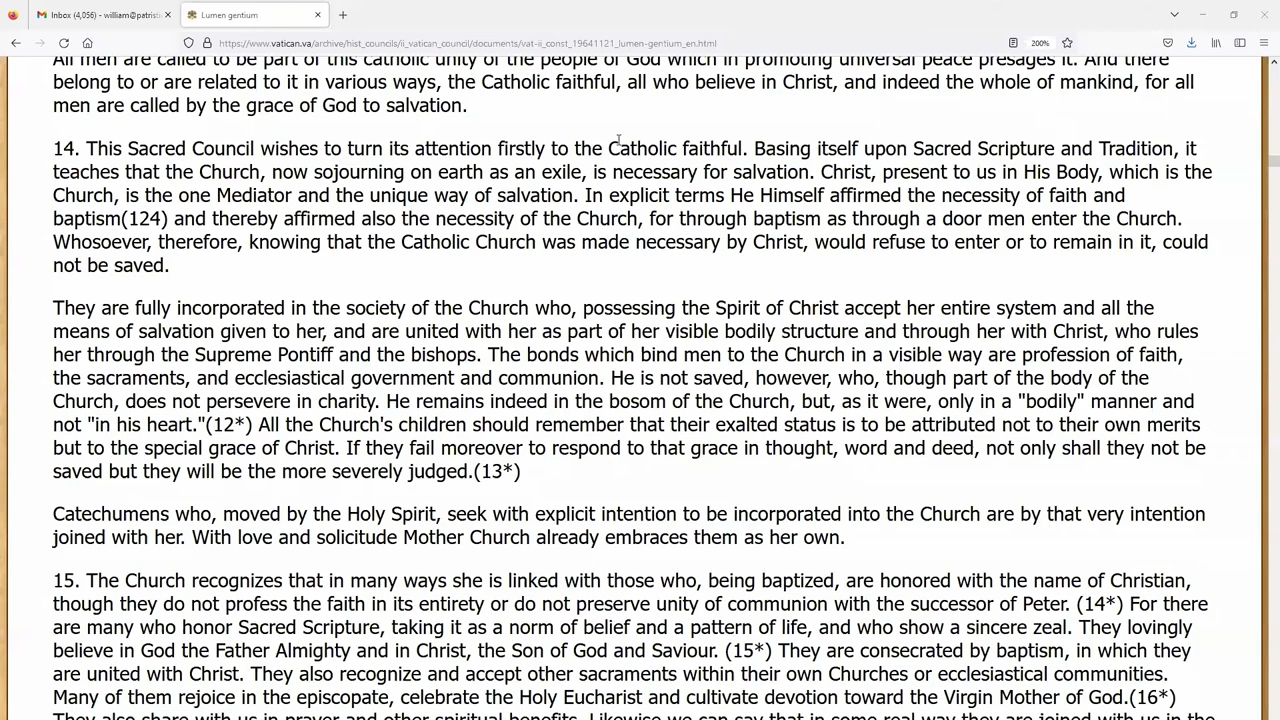 Inbox (4,056) - william@patristi
Lumen gentium
https://www.vatican.va/archive/hist_councils/ii_vatican_council/documents/vat-ii_const_19641121_lumen-gentium_en.html
200%
All men are called to be part of this catholic unity of the people of God which in promoting universal peace presages it. And there
belong to or are related to it in various ways, the Catholic faithful, all who believe in Christ, and indeed the whole of mankind, for all
men are called by the grace of God to salvation.
14. This Sacred Council wishes to turn its attention firstly to the Catholic faithful. Basing itself upon Sacred Scripture and Tradition, it
teaches that the Church, now sojourning on earth as an exile, is necessary for salvation. Christ, present to us in His Body, which is the
Church, is the one Mediator and the unique way of salvation. In explicit terms He Himself affirmed the necessity of faith and
baptism(124) and thereby affirmed also the necessity of the Church, for through baptism as through a door men enter the Church.
Whosoever, therefore, knowing that the Catholic Church was made necessary by Christ, would refuse to enter or to remain in it, could
not be saved.
They are fully incorporated in the society of the Church who, possessing the Spirit of Christ accept her entire system and all the
means of salvation given to her, and are united with her as part of her visible bodily structure and through her with Christ, who rules
her through the Supreme Pontiff and the bishops. The bonds which bind men to the Church in a visible way are profession of faith,
the sacraments, and ecclesiastical government and communion. He is not saved, however, who, though part of the body of the
Church, does not persevere in charity. He remains indeed in the bosom of the Church, but, as it were, only in a "bodily" manner and
not "in his heart."(12*) All the Church's children should remember that their exalted status is to be attributed not to their own merits
but to the special grace of Christ. If they fail moreover to respond to that grace in thought, word and deed, not only shall they not be
saved but they will be the more severely judged.(13*)
Catechumens who, moved by the Holy Spirit, seek with explicit intention to be incorporated into the Church are by that very intention
joined with her. With love and solicitude Mother Church already embraces them as her own.
15. The Church recognizes that in many ways she is linked with those who, being baptized, are honored with the name of Christian,
though they do not profess the faith in its entirety or do not preserve unity of communion with the successor of Peter. (14*) For there
are many who honor Sacred Scripture, taking it as a norm of belief and a pattern of life, and who show a sincere zeal. They lovingly
believe in God the Father Almighty and in Christ, the Son of God and Saviour. (15*) They are consecrated by baptism, in which they
are united with Christ. They also recognize and accept other sacraments within their own Churches or ecclesiastical communities.
Many of them rejoice in the episcopate, celebrate the Holy Eucharist and cultivate devotion toward the Virgin Mother of God.(16*)
They also share with us in prayer and other spiritual benefits. Likewise we can say that in some real way they are joined with us in the